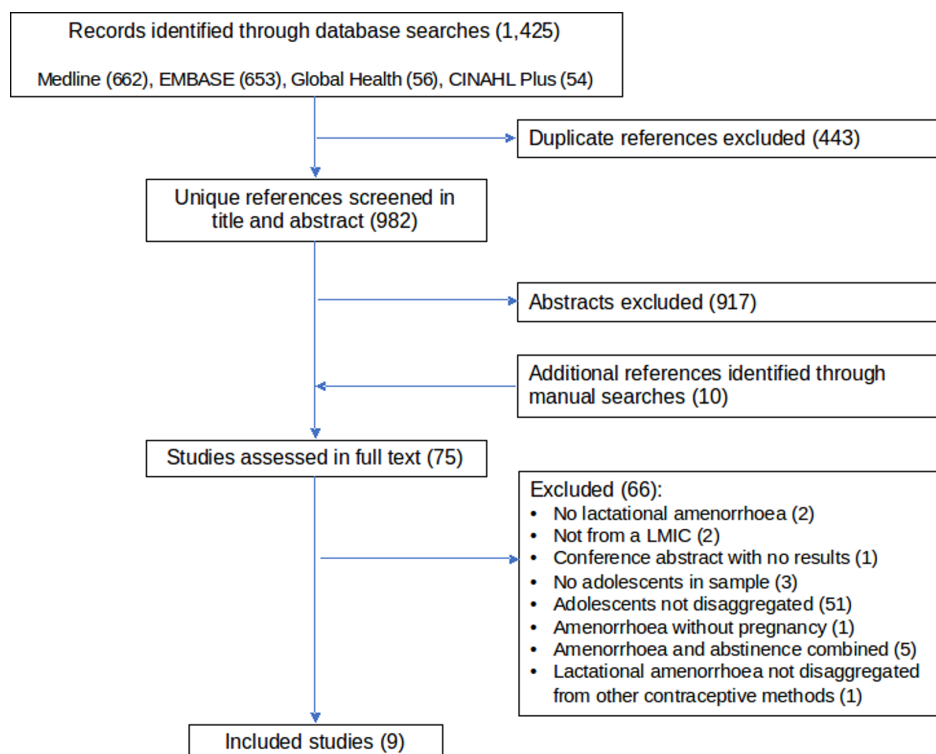 Records identified through database searches (1,425)
Medline (662), EMBASE (653), Global Health (56), CINAHL Plus (54)
Duplicate references excluded (443)
Unique references screened in
title and abstract (982)
Abstracts excluded (917)
Additional references identified through
manual searches (10)
Studies assessed in full text (75)
Excluded (66):
• No lactational amenorrhoea (2)
• Not from a LMIC (2)
• Conference abstract with no results (1)
• No adolescents in sample (3)
• Adolescents not disaggregated (51)
• Amenorrhoea without pregnancy (1)
• Amenorrhoea and abstinence combined (5)
• Lactational amenorrhoea not disaggregated
from other contraceptive methods (1)
Included studies (9)